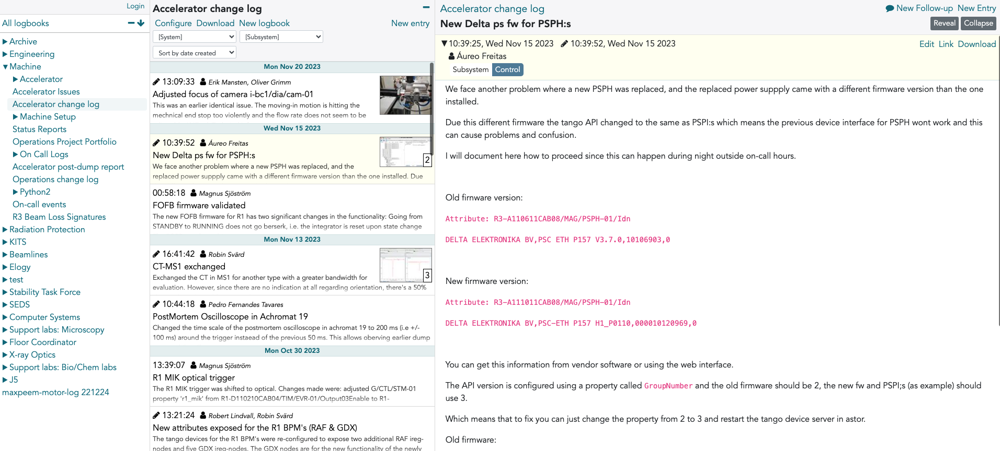 Login
All logbooks
Archive
Engineering
Machine
Accelerator
Accelerator Issues
Accelerator change log
Machine Setup
Status Reports
Operations Project Portfolio
On Call Logs
Accelerator post-dump report
Operations change log
Python2
On-call events
R3 Beam Loss Signatures
Radiation Protection
KITS
Beamlines
Elogy
test
Stability Task Force
SEDS
Computer Systems
Support labs: Microscopy
Floor Coordinator
X-ray Optics
Support labs: Bio/Chem labs
J5
maxpeem-motor-log 221224
Accelerator change log
Configure Download New logbook New entry
[System] [Subsystem]
Sort by date created
Mon Nov 20 2023
13:09:33 Erik Mansten, Oliver Grimm
Adjusted focus of camera i-bc1/dia/cam-01
This was an earlier identical issue. The moving-in motion is hitting the
mechnical end stop too violently and the flow rate does not seem to be
Wed Nov 15 2023
10:39:52 Áureo Freitas
New Delta ps fw for PSPH:s
2
We face another problem where a new PSPH was replaced, and the
replaced power suppply came with a different firmware version than the one installed. Due
00:58:18 Magnus Sjöström
FOFB firmware validated
The new FOFB firmware for R1 has two significant changes in the functionality: Going from
STANDBY to RUNNING does not go berserk, i.e. the integrator is reset upon state change
Mon Nov 13 2023
16:41:42 Robin Svärd
CT-MS1 exchanged
3
Exchanged the CT in MS1 for another type with a greater bandwidth for
evaluation. However, since there are no indication at all regarding orientation, there's a 50%
10:44:18 Pedro Fernandes Tavares
PostMortem Oscilloscope in Achromat 19
Changed the time scale of the postmortem oscilloscope in achromat 19 to 200 ms (i.e +/-
100 ms) around the trigger instaead of the previous 50 ms. This allows oberving earlier dump
Mon Oct 30 2023
13:39:07 Magnus Sjöström
R1 MIK optical trigger
The R1 MIK trigger was shifted to optical. Changes made were: adjusted G/CTL/STM-01
property 'r1_mik' from R1-D110210CAB04/TIM/EVR-01/Output03Enable to R1-
13:21:24 Robert Lindvall, Robin Svärd
New attributes exposed for the R1 BPM's (RAF & GDX)
The tango devices for the R1 BPM's were re-configured to expose two additional RAF ireg-
nodes and five GDX ireg-nodes. The GDX nodes are for the new functionality of the newly
Accelerator change log
New Follow-up New Entry
New Delta ps fw for PSPH:s
Reveal Collapse
10:39:25, Wed Nov 15 2023 10:39:52, Wed Nov 15 2023
Edit Link Download
Áureo Freitas
Subsystem Control
We face another problem where a new PSPH was replaced, and the replaced power suppply came with a different firmware version than the one
installed.
Due this different firmware the tango API changed to the same as PSPI:s which means the previous device interface for PSPH wont work and this
can cause problems and confusion.
I will document here how to proceed since this can happen during night outside on-call hours.
Old firnware version:
Attribute: R3-A110611CAB08/MAG/PSPH-01/Idn
DELTA ELEKTRONIKA BV,PSC ETH P157 V3.7.0,10106903,0
New firmware version:
Attribute: R3-A111011CAB08/MAG/PSPH-01/Idn
DELTA ELEKTRONIKA BV,PSC-ETH P157 H1_P0110,000010120969,0
You can get this information from vendor software or using the web interface.
The API version is configured using a property called GroupNumber and the old firmware should be 2, the new fw and PSPI;s (as example) should
use 3.
Which means that to fix you can just change the property from 2 to 3 and restart the tango device server in astor.
Old firmware: